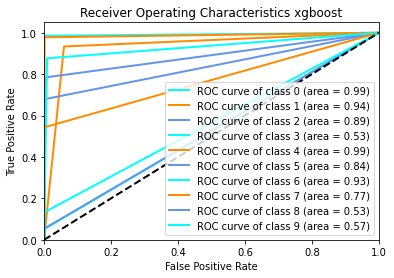 Receiver Operating Characteristics xgboost
True Positive Rate
1.0
0.8
0.6
0.4
0.2
0.0
ROC curve of class 0 (area = 0.99)
ROC curve of class 1 (area = 0.94)
ROC curve of class 2 (area = 0.89)
ROC curve of class 3 (area = 0.53)
ROC curve of class 4 (area = 0.99)
ROC curve of class 5 (area = 0.84)
ROC curve of class 6 (area = 0.93)
ROC curve of class 7 (area = 0.77)
ROC curve of class 8 (area = 0.53)
ROC curve of class 9 (area = 0.57)
0.0 0.2 0.4 0.6 0.8 1.0
False Positive Rate